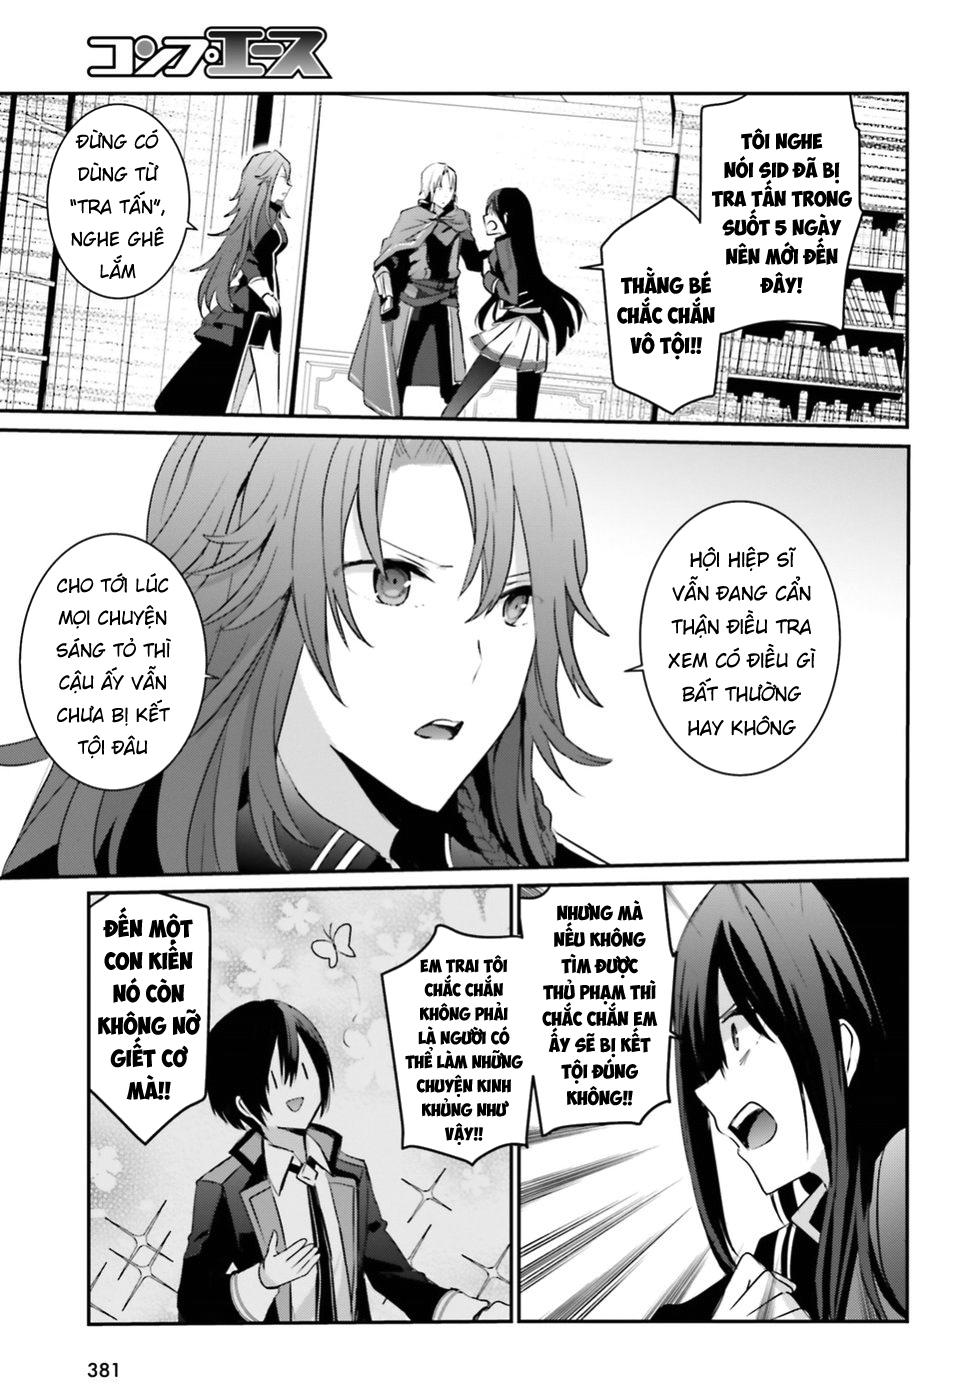 コンプエース
TÔI NGHE
NÓI SID ĐÃ BỊ
TRA TẤN TRONG
SUỐT 5 NGÀY
NÊN MỚI ĐẾN
ĐÂY!
THẰNG BÉ
CHẮC CHẮN
VÔ TỘI!!
ĐỪNG CÓ
DÙNG TỪ
"TRA TẤN",
NGHE GHÊ
LẮM
HỘI HIỆP SĨ
VẪN ĐANG CẨN
THẬN ĐIỀU TRA
XEM CÓ ĐIỀU GÌ
BẤT THƯỜNG
HAY KHÔNG
CHO TỚI LÚC
MỌI CHUYỆN
SÁNG TỎ THÌ
CẬU ẤY VẪN
CHƯA BỊ KẾT
TỘI ĐÂU
NHƯNG MÀ
NẾU KHÔNG
TÌM ĐƯỢC
THỦ PHẠM THÌ
CHẮC CHẮN EM
ẤY SẼ BỊ KẾT
TỘI ĐÚNG
KHÔNG!!
EM TRAI TÔI
CHẮC CHẮN
KHÔNG PHẢI
LÀ NGƯỜI CÓ
THỂ LÀM NHỮNG
CHUYỆN KINH
KHỦNG NHƯ
VẬY!!
ĐẾN MỘT
CON KIẾN
NÓ CÒN
KHÔNG NỠ
GIẾT CƠ
MÀ!!
381